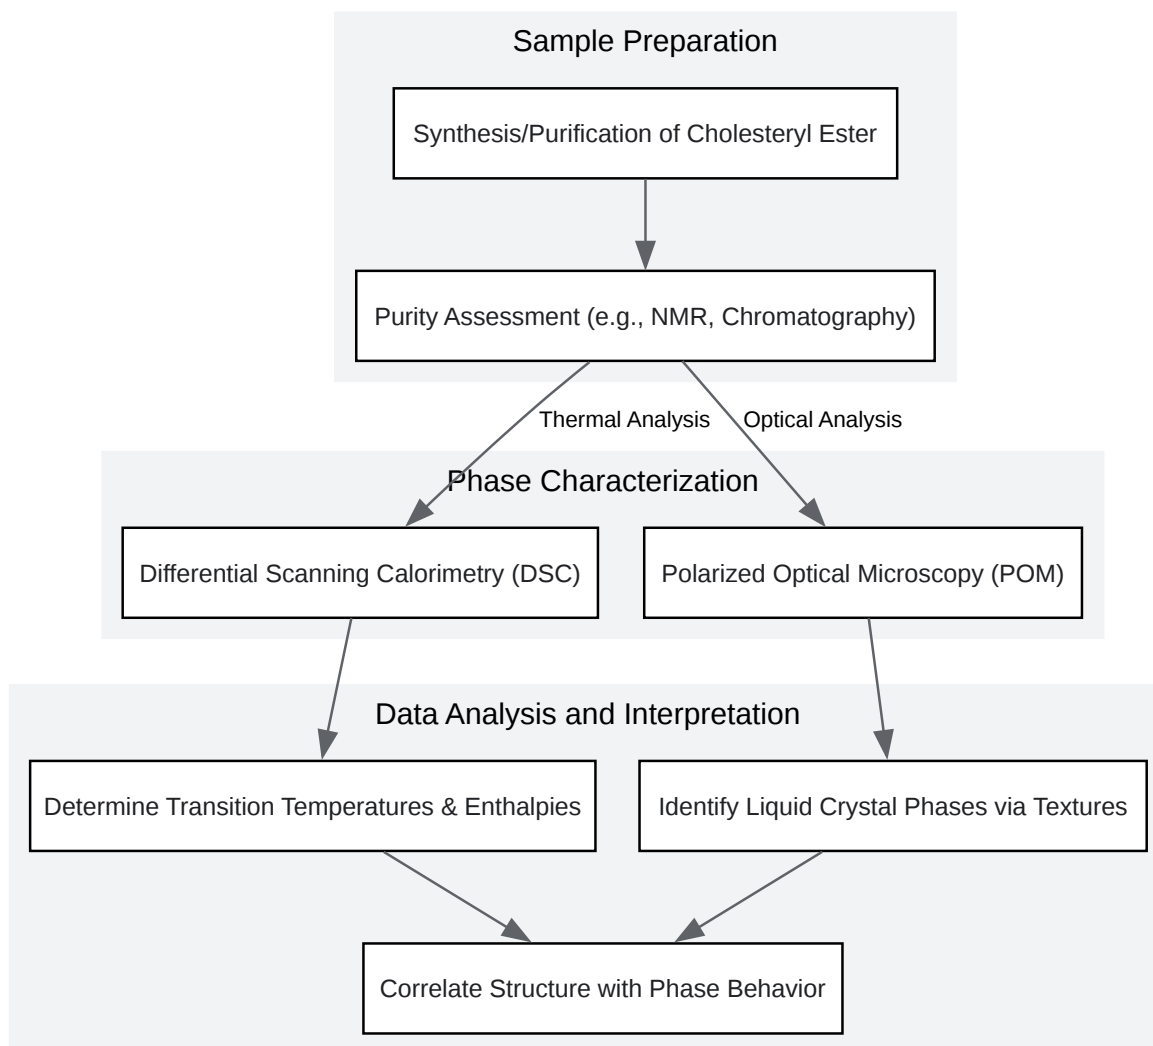 Sample Preparation
Synthesis/Purification of Cholesteryl Ester
Purity Assessment (e.g., NMR, Chromatography)
Thermal Analysis
Optical Analysis
Phase Characterization
Differential Scanning Calorimetry (DSC)
Polarized Optical Microscopy (POM)
Data Analysis and Interpretation
Determine Transition Temperatures & Enthalpies
Identify Liquid Crystal Phases via Textures
Correlate Structure with Phase Behavior